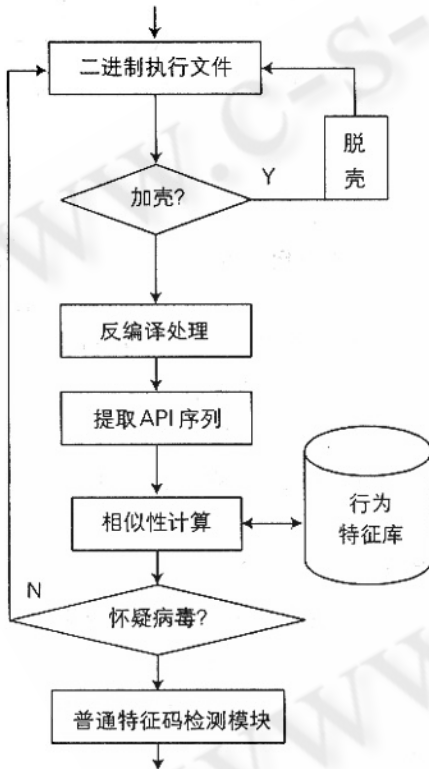 二进制执行文件
脱
壳
加壳?
Y
反编译处理
提取API序列
相似性计算
行为
特征库
N
怀疑病毒?
普通特征码检测模块
www.c-s-
www